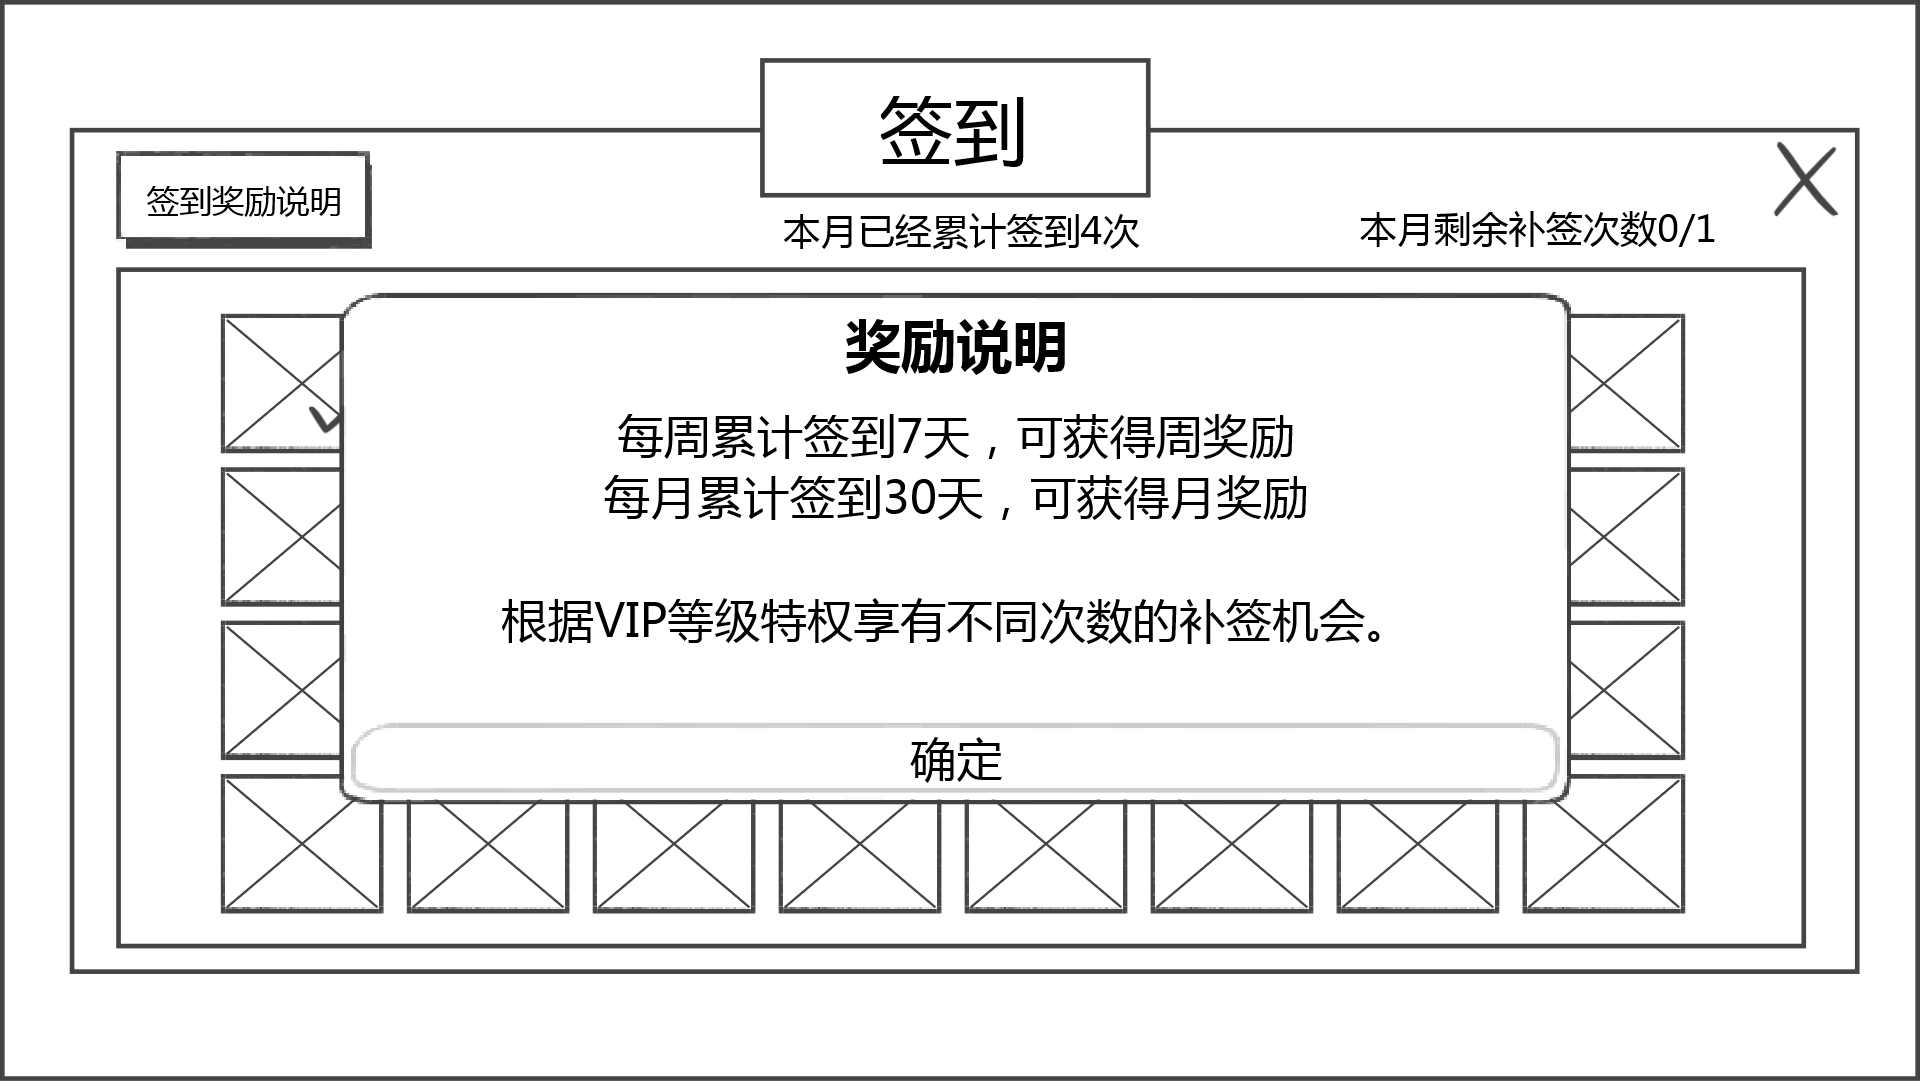 签到
签到奖励说明
本月已经累计签到4次
本月剩余补签次数0/1
奖励说明
每周累计签到7天，可获得周奖励
每月累计签到30天，可获得月奖励
根据VIP等级特权享有不同次数的补签机会。
确定